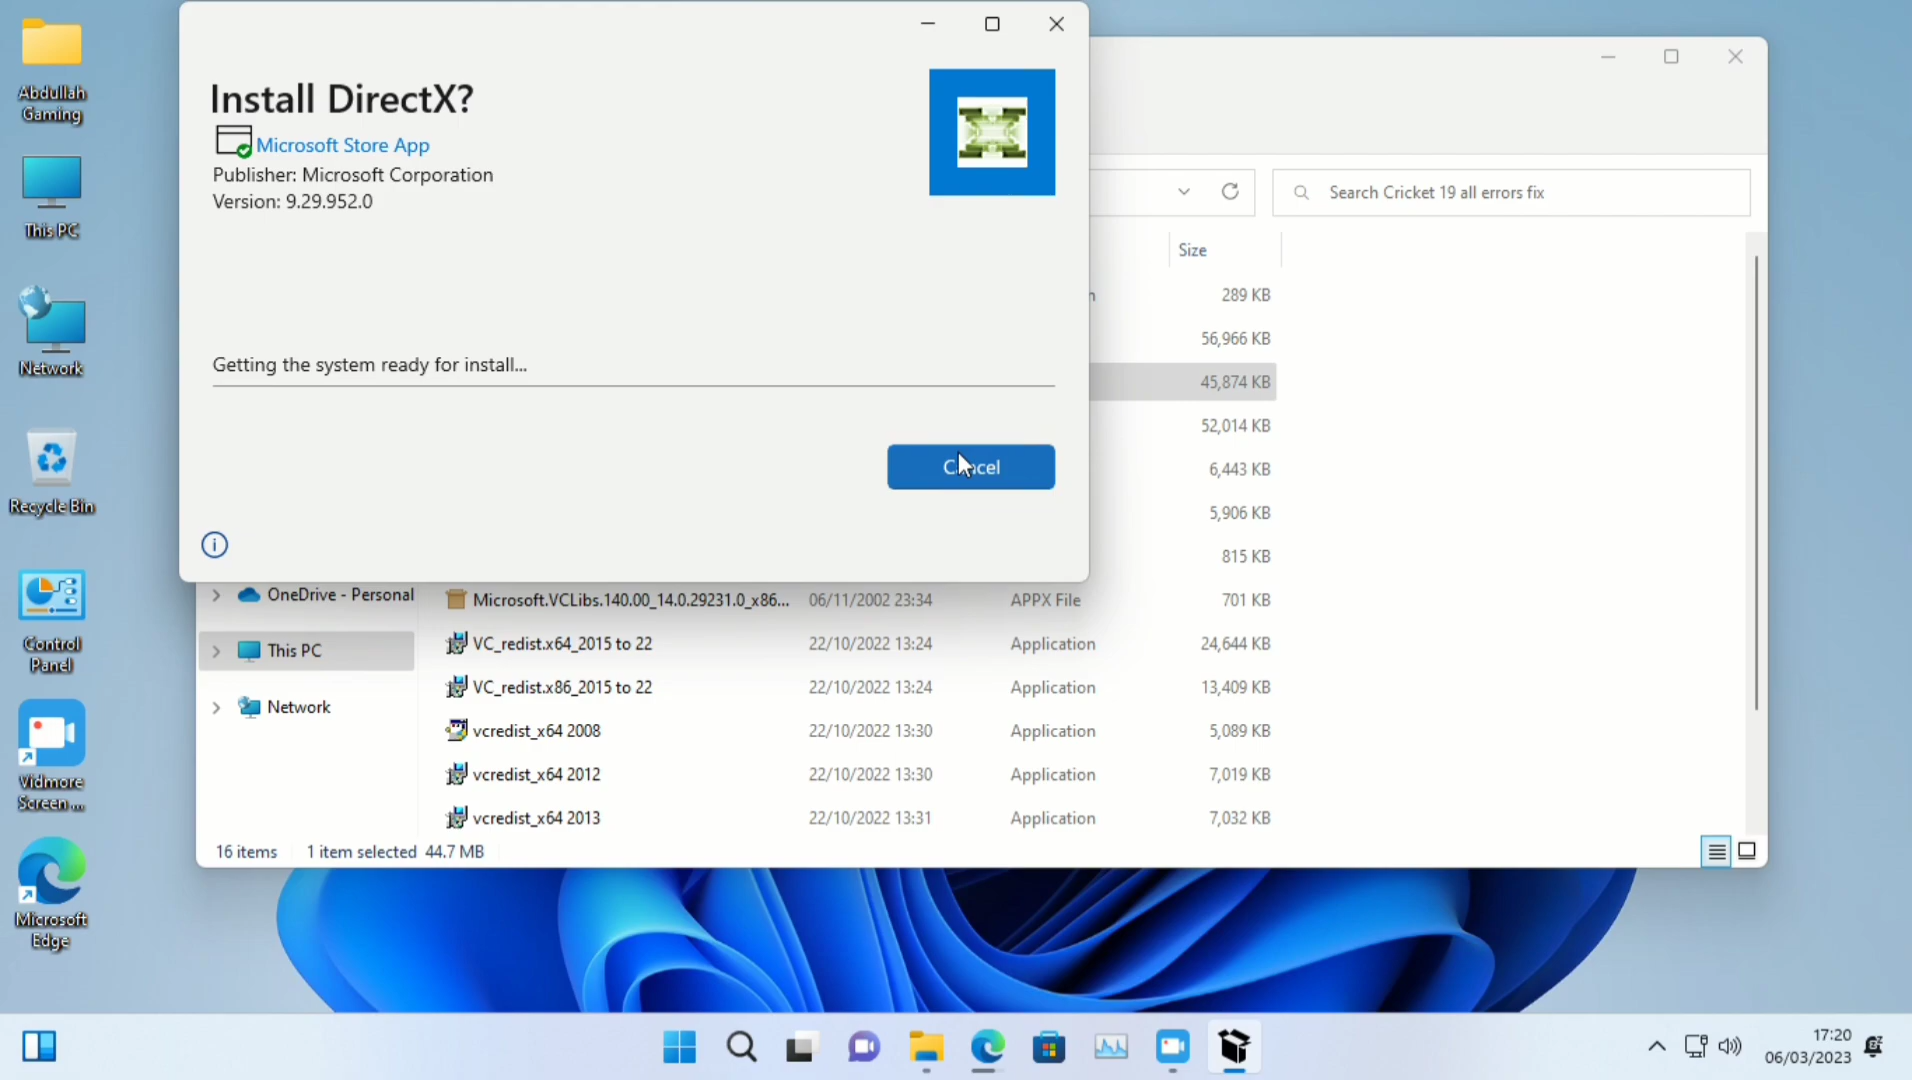 Abdullah
Gaming
This PC
Network
Recycle Bin
Control
Panel
Vidmore
Screen ...
Microsoft
Edge
Install DirectX?
Microsoft Store App
Publisher: Microsoft Corporation
Version: 9.29.952.0
Getting the system ready for install...
Search Cricket 19 all errors fix
Size
289 KB
56,966 KB
45,874 KB
52,014 KB
6,443 KB
5,906 KB
815 KB
OneDrive - Personal
Microsoft.VCLibs.140.00_14.0.29231.0_x86... 06/11/2002 23:34 APPX File 701 KB
This PC
VC_redist.x64_2015 to 22 22/10/2022 13:24 Application 24,644 KB
VC_redist.x86_2015 to 22 22/10/2022 13:24 Application 13,409 KB
Network
vcredist_x64 2008 22/10/2022 13:30 Application 5,089 KB
vcredist_x64 2012 22/10/2022 13:30 Application 7,019 KB
vcredist_x64 2013 22/10/2022 13:31 Application 7,032 KB
16 items 1 item selected 44.7 MB
17:20
06/03/2023